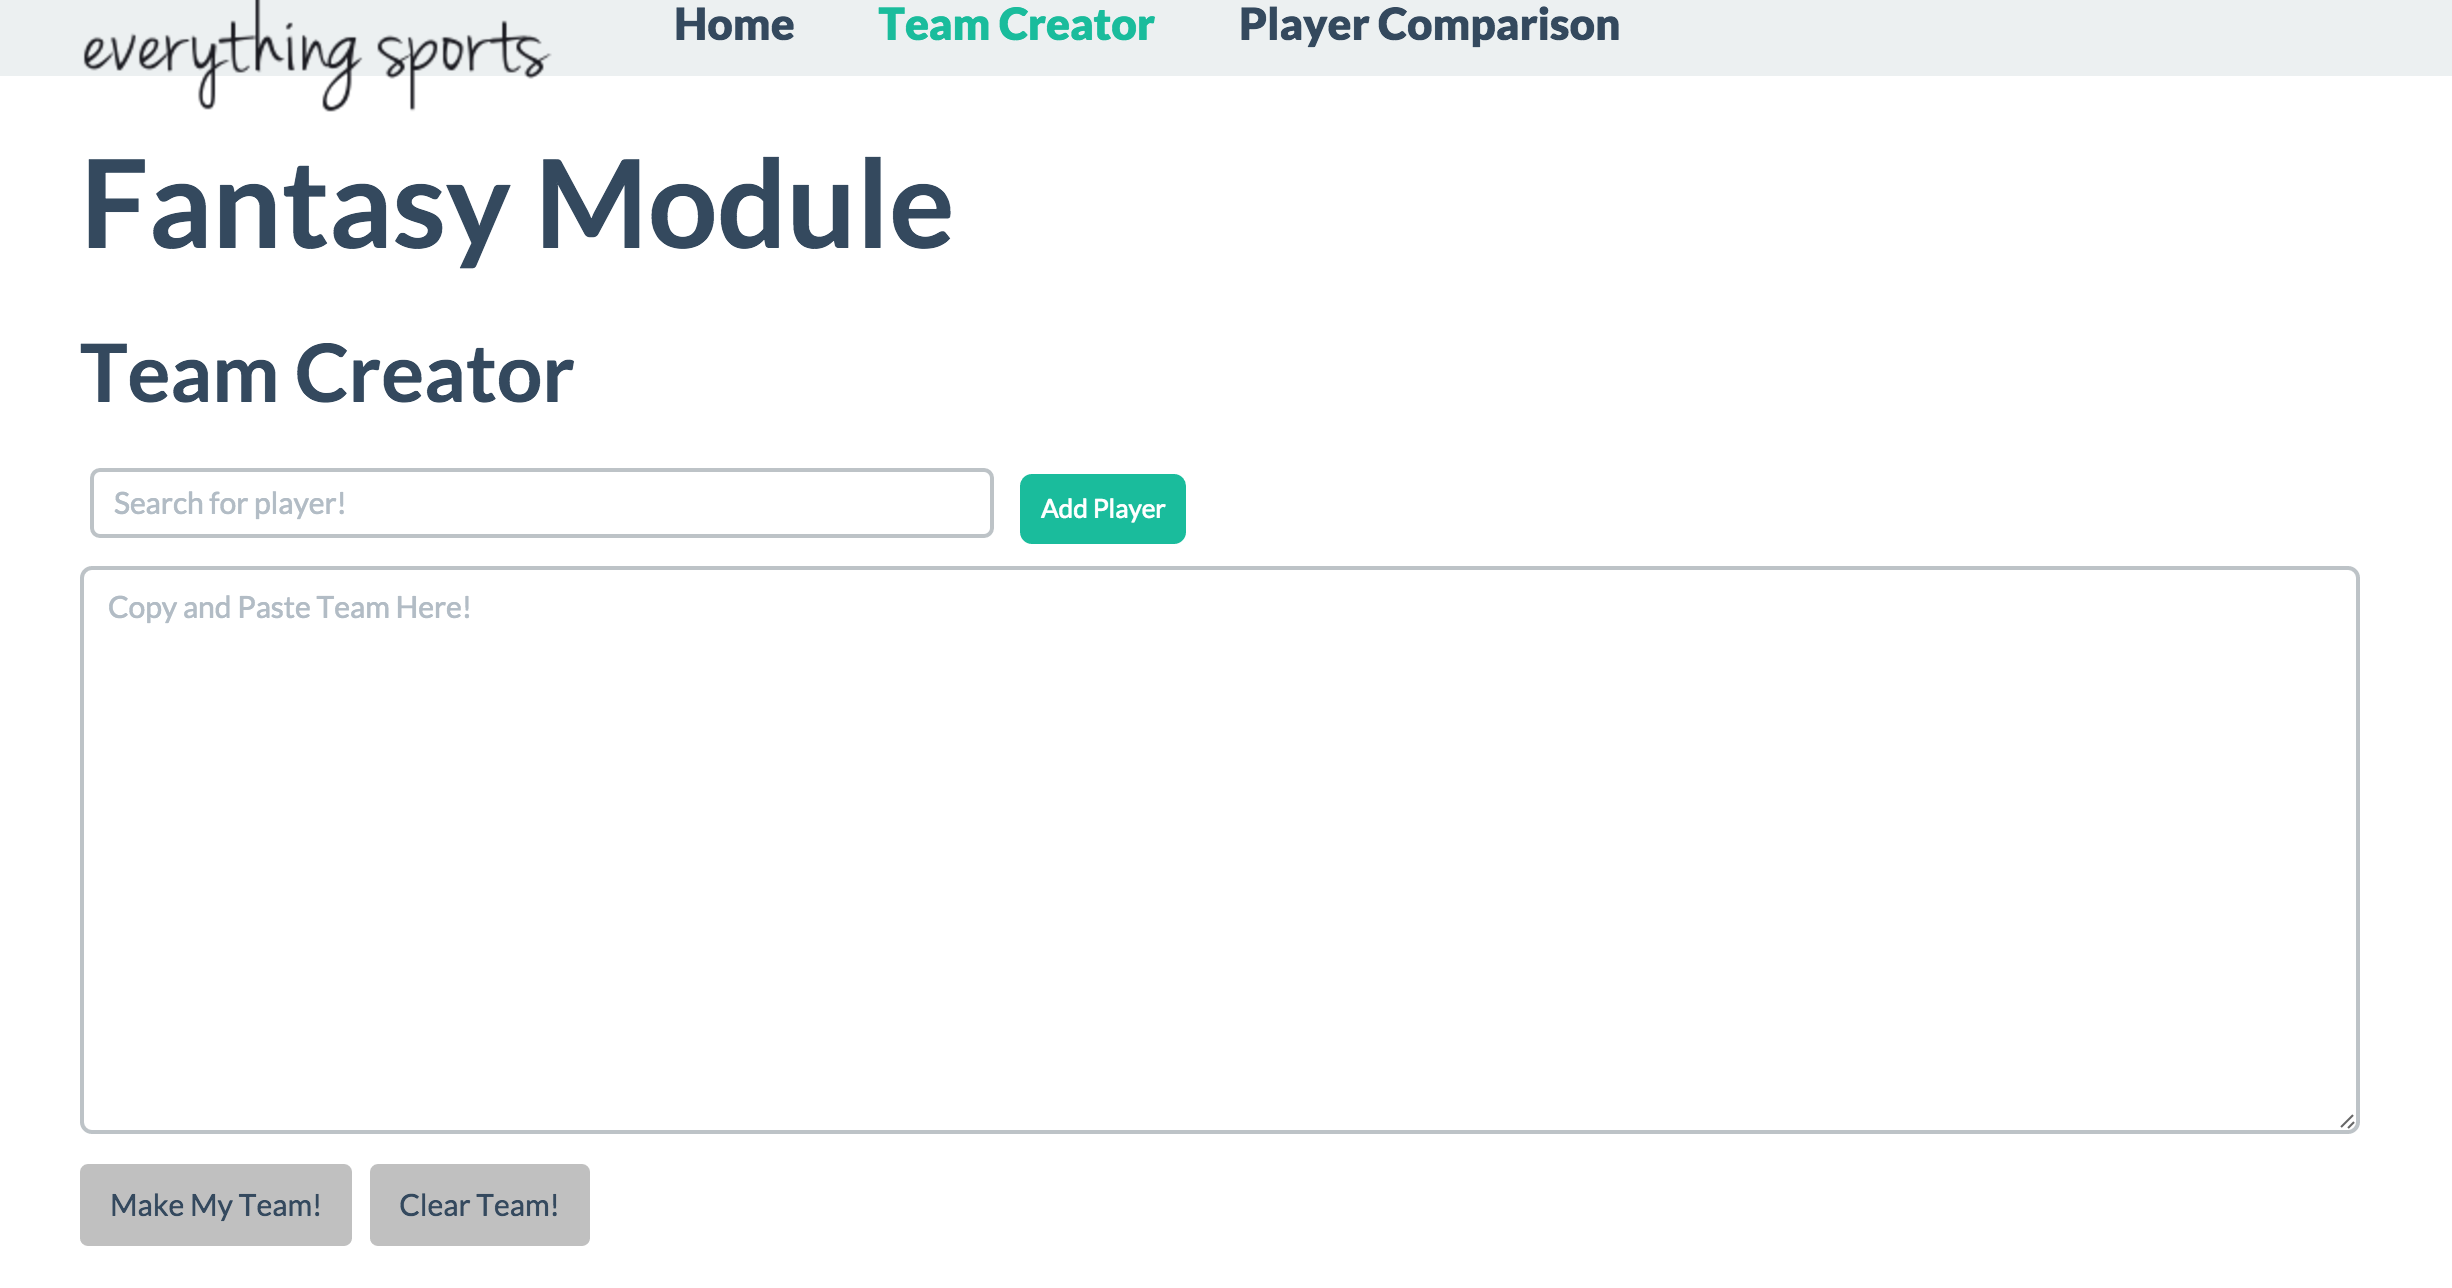 everything sports
Home Team Creator Player Comparison
Fantasy Module
Team Creator
Search for player! Add Player
Copy and Paste Team Here!
Make My Team! Clear Team!